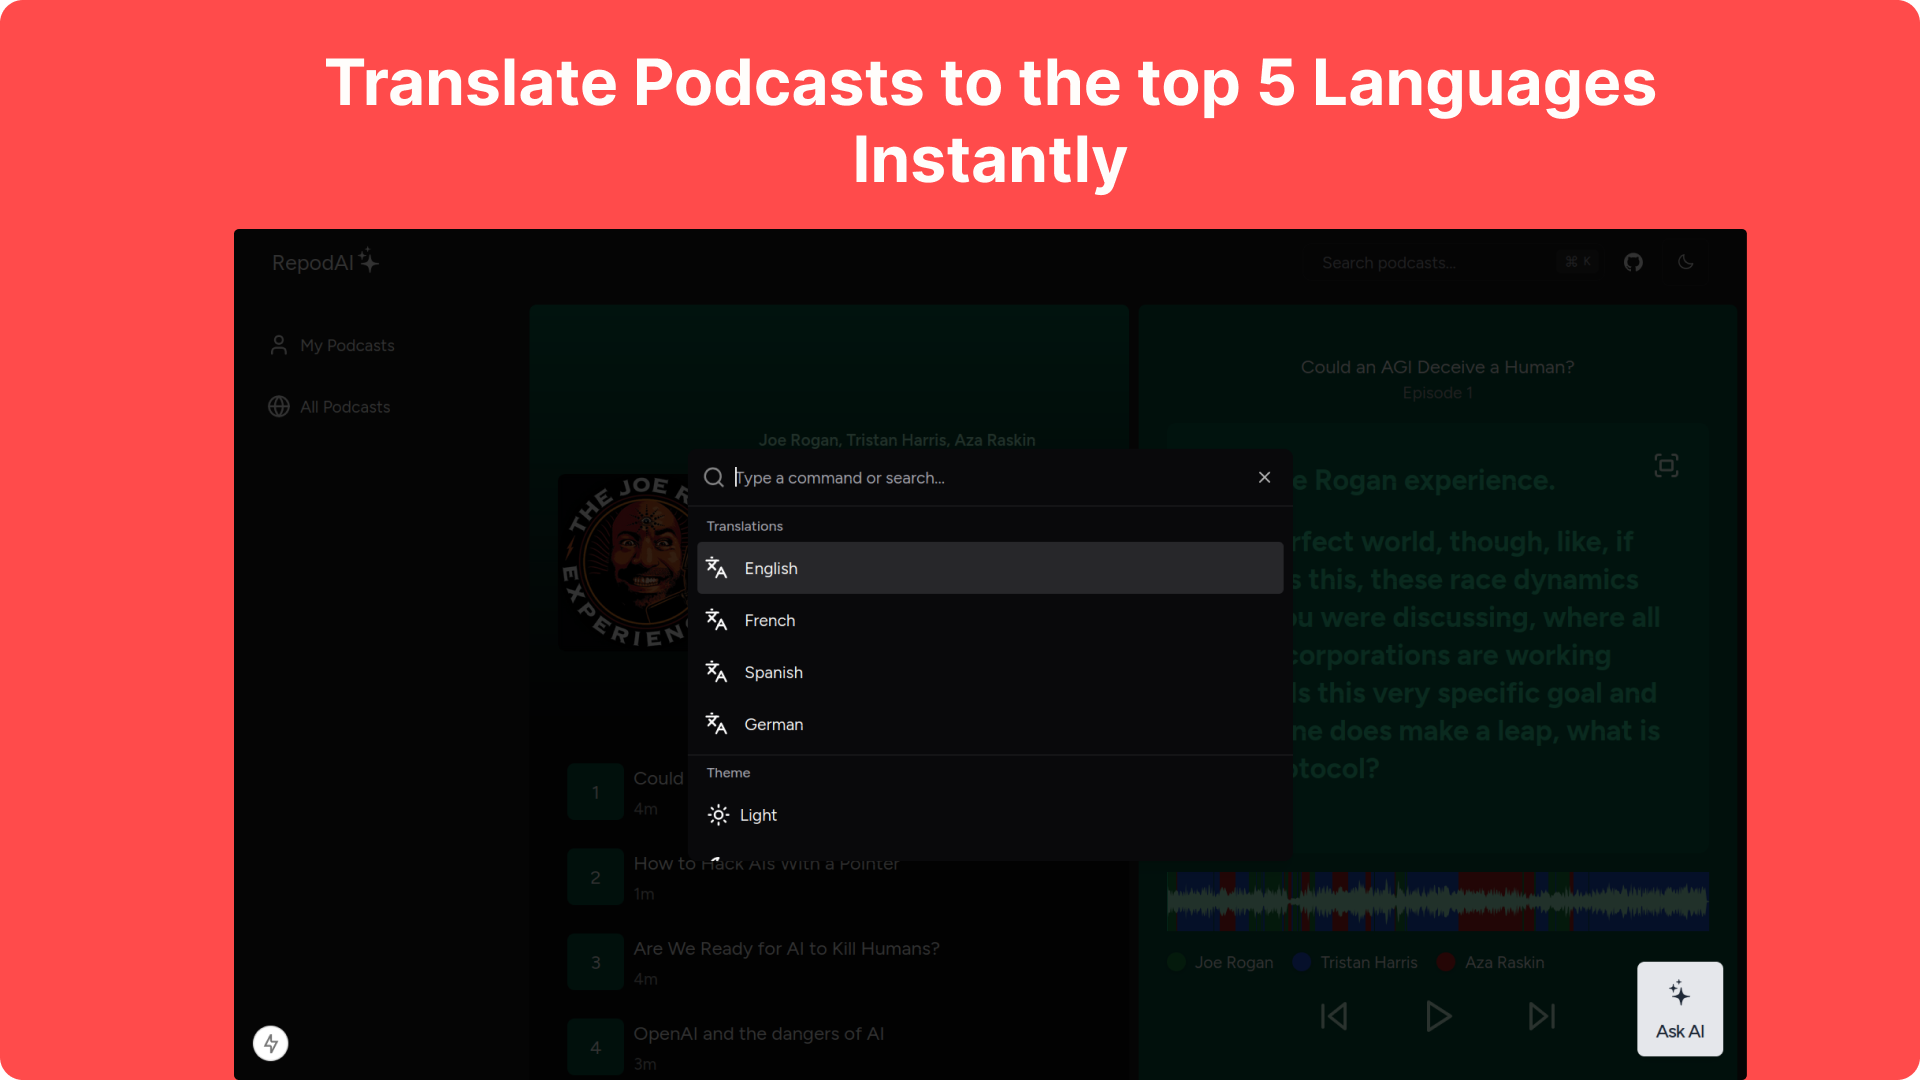 Translate Podcasts to the top 5 Languages
Instantly
RepodAI
Search podcasts...
⌘ K
My Podcasts
All Podcasts
Joe Rogan, Tristan Harris, Aza Raskin
THE JOE R
EXPERIENC
Type a command or search...
Translations
English
French
Spanish
German
Theme
Light
1
Could
4m
2
How to Hack AIs With a Pointer
1m
3
Are We Ready for AI to Kill Humans?
4m
4
OpenAI and the dangers of AI
3m
Could an AGI Deceive a Human?
Episode 1
e Rogan experience.
rfect world, though, like, if
s this, these race dynamics
ou were discussing, where all
corporations are working
ds this very specific goal and
ne does make a leap, what is
otocol?
Joe Rogan
Tristan Harris
Aza Raskin
Ask AI